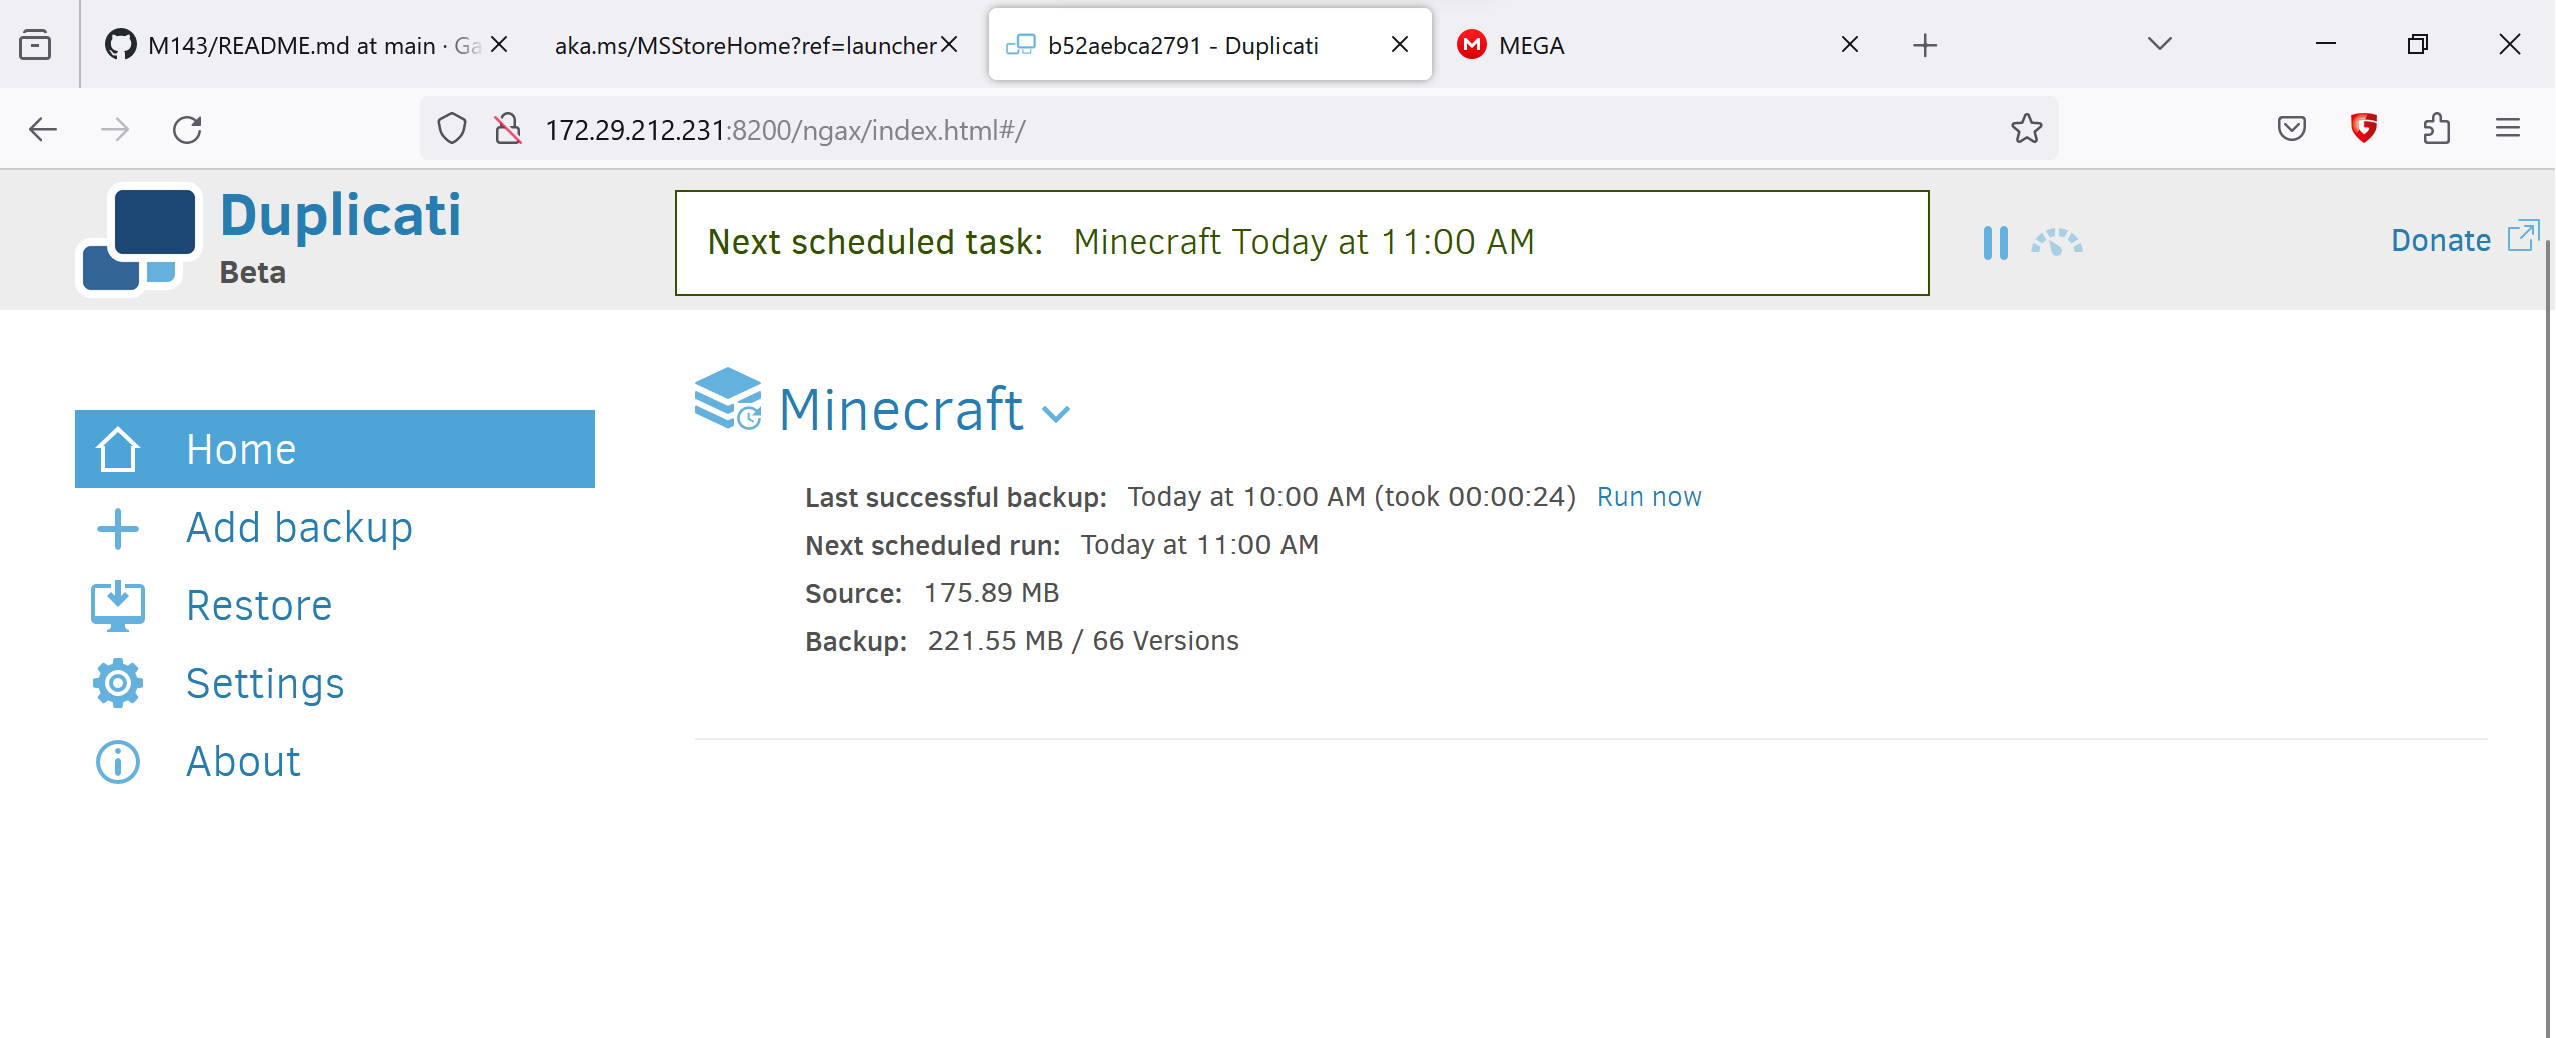 M143/README.md at main · Ga
aka.ms/MSStoreHome?ref=launcher
b52aebca2791 - Duplicati
MEGA
172.29.212.231:8200/ngax/index.html#/
Duplicati
Beta
Next scheduled task: Minecraft Today at 11:00 AM
Donate
Home
Add backup
Restore
Settings
About
Minecraft
Last successful backup: Today at 10:00 AM (took 00:00:24) Run now
Next scheduled run: Today at 11:00 AM
Source: 175.89 MB
Backup: 221.55 MB / 66 Versions